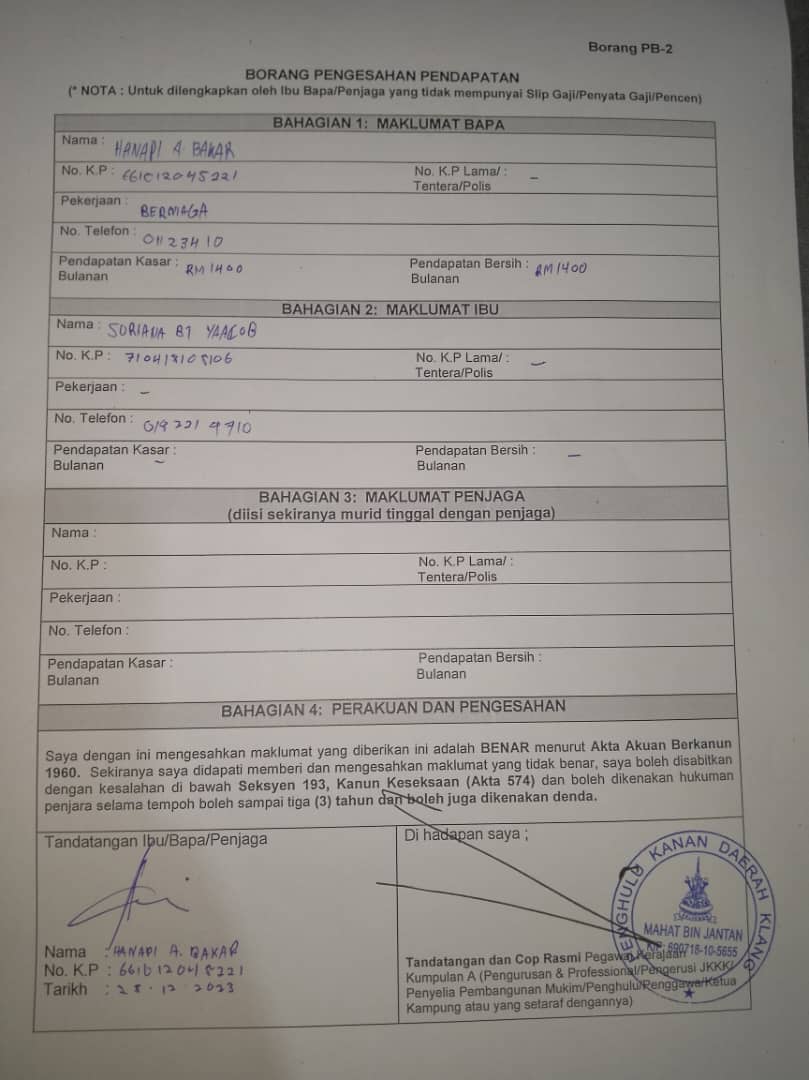 Borang PB-2
BORANG PENGESAHAN PENDAPATAN
(* NOTA : Untuk dilengkapkan oleh Ibu Bapa/Penjaga yang tidak mempunyai Slip Gaji/Penyata Gaji/Pencen)
BAHAGIAN 1: MAKLUMAT BAPA
Nama : HANAPI A. BAKAR
No. K.P : 661012045221 No. K.P Lama/ : –
Tentera/Polis
Pekerjaan : BERNIAGA
No. Telefon : 01123410
Pendapatan Kasar : RM 1400 Pendapatan Bersih : RM 1400
Bulanan Bulanan
BAHAGIAN 2: MAKLUMAT IBU
Nama : SURIANA BT YAACOB
No. K.P : 710418105106 No. K.P Lama/ : –
Tentera/Polis
Pekerjaan : –
No. Telefon : 019 221 9710
Pendapatan Kasar : – Pendapatan Bersih : –
Bulanan Bulanan
BAHAGIAN 3: MAKLUMAT PENJAGA
(diisi sekiranya murid tinggal dengan penjaga)
Nama :
No. K.P : No. K.P Lama/ :
Tentera/Polis
Pekerjaan :
No. Telefon :
Pendapatan Kasar : Pendapatan Bersih :
Bulanan Bulanan
BAHAGIAN 4: PERAKUAN DAN PENGESAHAN
Saya dengan ini mengesahkan maklumat yang diberikan ini adalah BENAR menurut Akta Akuan Berkanun
1960. Sekiranya saya didapati memberi dan mengesahkan maklumat yang tidak benar, saya boleh disabitkan
dengan kesalahan di bawah Seksyen 193, Kanun Keseksaan (Akta 574) dan boleh dikenakan hukuman
penjara selama tempoh boleh sampai tiga (3) tahun dan boleh juga dikenakan denda.
Tandatangan Ibu/Bapa/Penjaga
Nama : HANAPI A. BAKAR
No. K.P : 661012045221
Tarikh : 28.12.2023
Di hadapan saya ;
PENGHULU KANAN DAERAH KLANG
MAHAT BIN JANTAN
K/P: 690718-10-5655
Tandatangan dan Cop Rasmi Pegawai Kerajaan
Kumpulan A (Pengurusan & Professional/Pengerusi JKKK/
Penyelia Pembangunan Mukim/Penghulu/Penggawa/Ketua
Kampung atau yang setaraf dengannya)